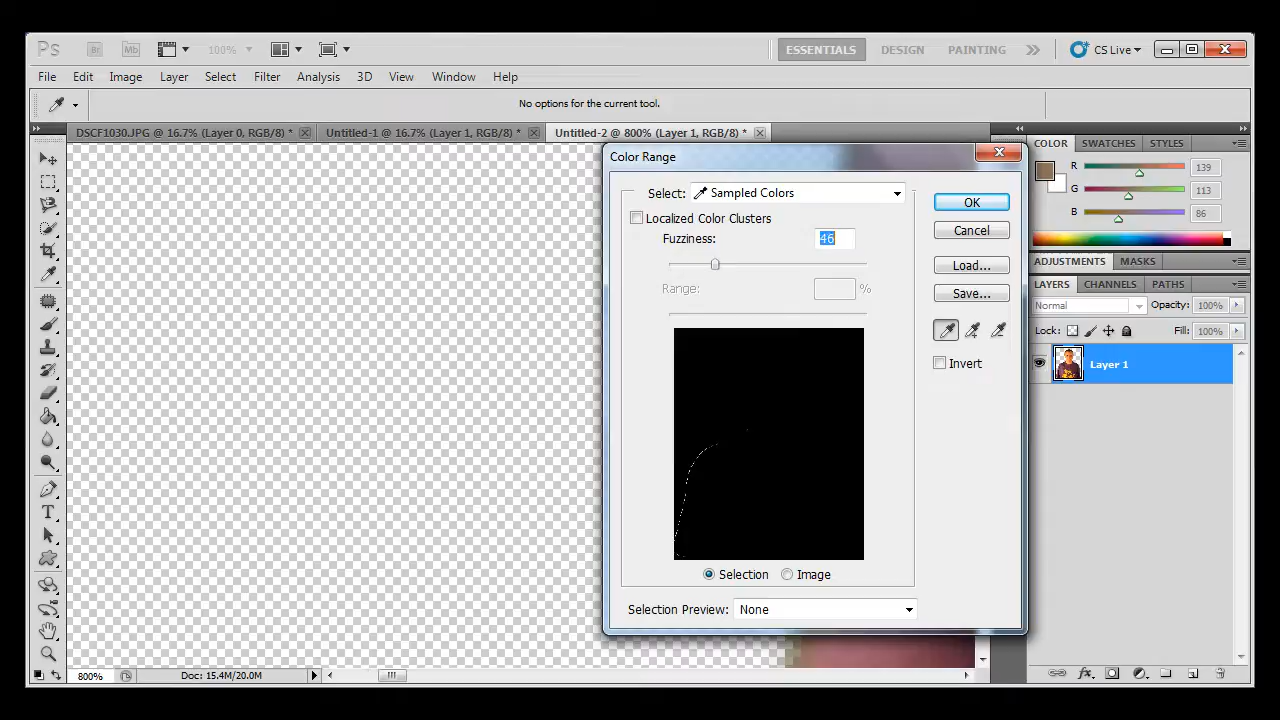 Ps Br Mb 100% ESSENTIALS DESIGN PAINTING CS Live
File Edit Image Layer Select Filter Analysis 3D View Window Help
No options for the current tool.
DSCF1030.JPG @ 16.7% (Layer 0, RGB/8) * Untitled-1 @ 16.7% (Layer 1, RGB/8) * Untitled-2 @ 800% (Layer 1, RGB/8) *
Color Range
Select: Sampled Colors
Localized Color Clusters
Fuzziness: 46
Range: %
OK
Cancel
Load...
Save...
Invert
Selection Image
Selection Preview: None
COLOR SWATCHES STYLES
R 139
G 113
B 86
ADJUSTMENTS MASKS
LAYERS CHANNELS PATHS
Normal Opacity: 100%
Lock: Fill: 100%
Layer 1
800% Doc: 15.4M/20.0M